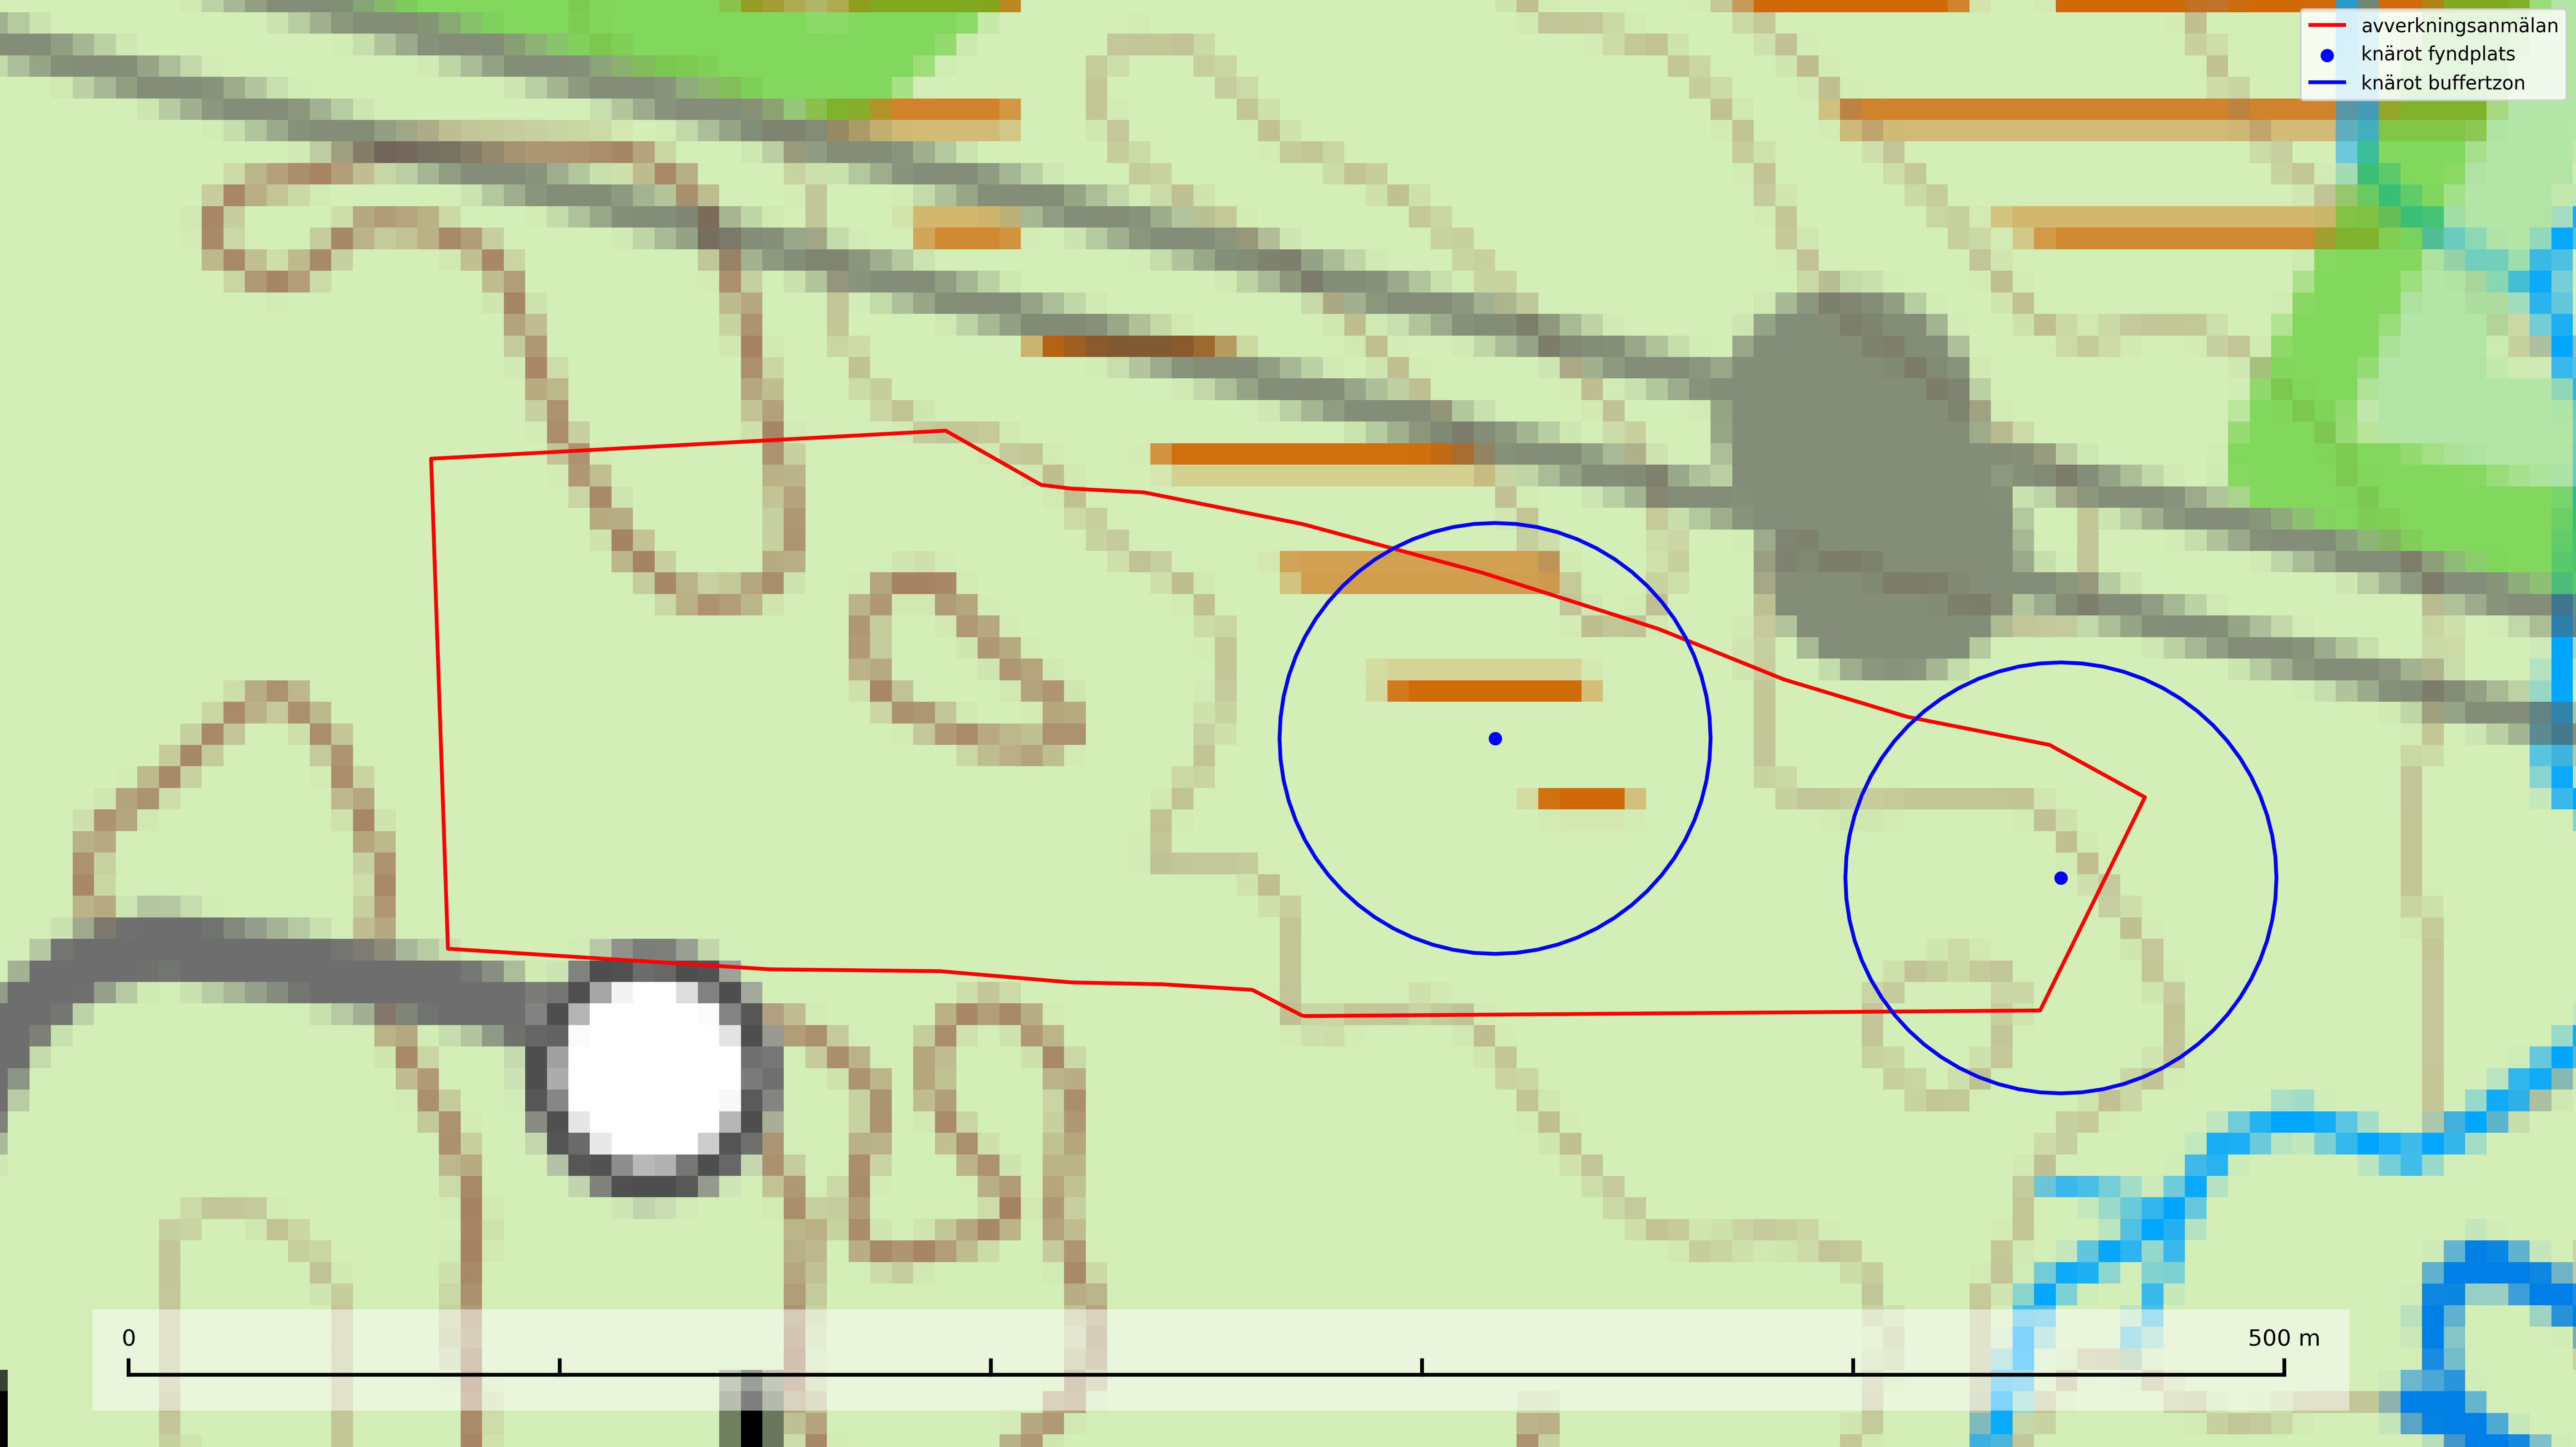 avverkningsanmälan
knärot fyndplats
knärot buffertzon
0
500 m